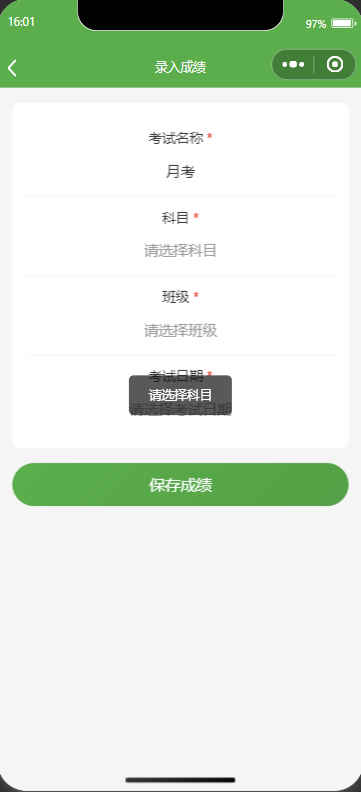 16:01
97%
录入成绩
考试名称 *
月考
科目 *
请选择科目
班级 *
请选择班级
考试日期 *
请选择科目
请选择考试日期
保存成绩